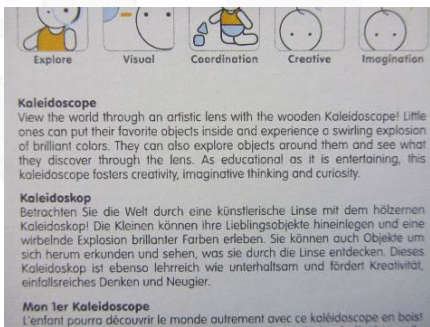 Explore Visual Coordination Creative Imagination
Kaleidoscope
View the world through an artistic lens with the wooden Kaleidoscope! Little
ones can put their favorite objects inside and experience a swirling explosion
of brilliant colors. They can also explore objects around them and see what
they discover through the lens. As educational as it is entertaining, this
kaleidoscope fosters creativity, imaginative thinking and curiosity.
Kaleidoskop
Betrachten Sie die Welt durch eine künstlerische Linse mit dem hölzernen
Kaleidoskop! Die Kleinen können ihre Lieblingsobjekte hineinlegen und eine
wirbelnde Explosion brillanter Farben erleben. Sie können auch Objekte um
sich herum erkunden und sehen, was sie durch die Linse entdecken. Dieses
Kaleidoskop ist ebenso lehrreich wie unterhaltsam und fördert Kreativität,
einfallsreiches Denken und Neugier.
Mon 1er Kaleidoscope
L'enfant pourra découvrir le monde autrement avec ce kaléidoscope en bois!